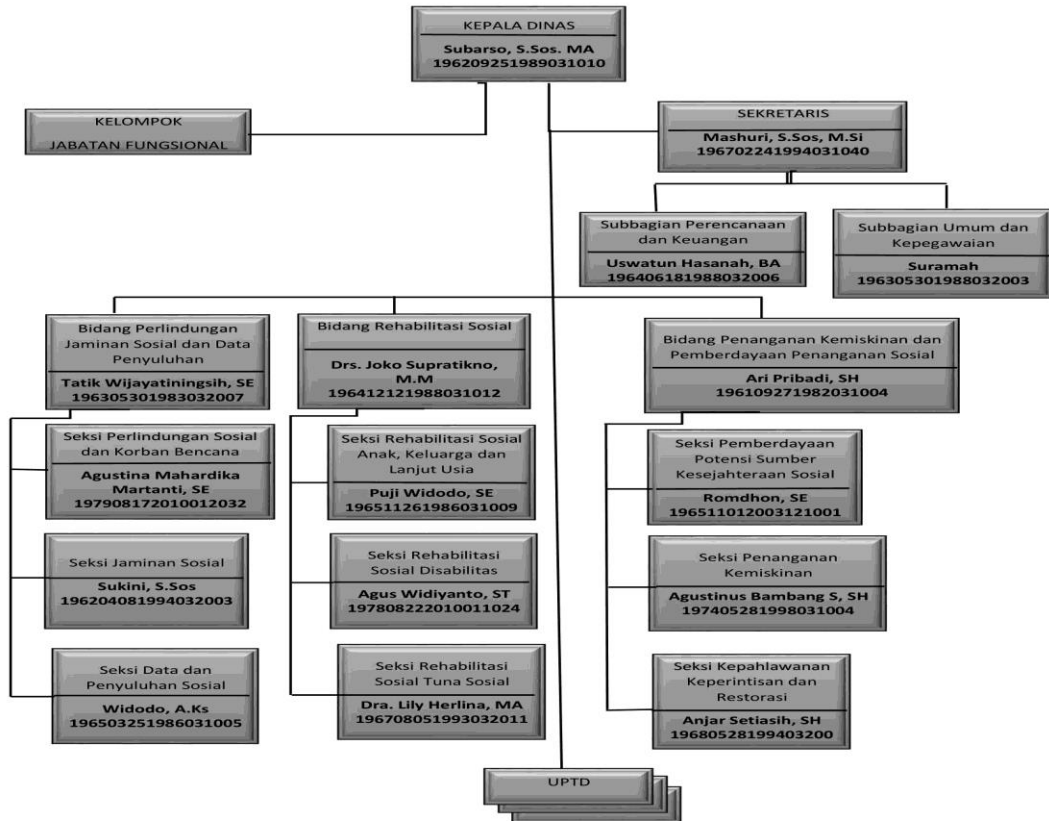 KEPALA DINAS
Subarso, S.Sos. MA
196209251989031010
KELOMPOK
JABATAN FUNGSIONAL
SEKRETARIS
Mashuri, S.Sos, M.Si
196702241994031040
Subbagian Perencanaan
dan Keuangan
Uswatun Hasanah, BA
196406181988032006
Subbagian Umum dan
Kepegawaian
Suramah
196305301988032003
Bidang Perlindungan
Jaminan Sosial dan Data
Penyuluhan
Tatik Wijayatiningsih, SE
196305301983032007
Bidang Rehabilitasi Sosial
Drs. Joko Supratikno,
M.M
196412121988031012
Bidang Penanganan Kemiskinan dan
Pemberdayaan Penanganan Sosial
Ari Pribadi, SH
196109271982031004
Seksi Perlindungan Sosial
dan Korban Bencana
Agustina Mahardika
Martanti, SE
197908172010012032
Seksi Rehabilitasi Sosial
Anak, Keluarga dan
Lanjut Usia
Puji Widodo, SE
196511261986031009
Seksi Pemberdayaan
Potensi Sumber
Kesejahteraan Sosial
Romdhon, SE
196511012003121001
Seksi Jaminan Sosial
Sukini, S.Sos
196204081994032003
Seksi Rehabilitasi
Sosial Disabilitas
Agus Widiyanto, ST
197808222010011024
Seksi Penanganan
Kemiskinan
Agustinus Bambang S, SH
197405281998031004
Seksi Data dan
Penyuluhan Sosial
Widodo, A.Ks
196503251986031005
Seksi Rehabilitasi
Sosial Tuna Sosial
Dra. Lily Herlina, MA
196708051993032011
Seksi Kepahlawanan
Keperintisan dan
Restorasi
Anjar Setiasih, SH
19680528199403200
UPTD